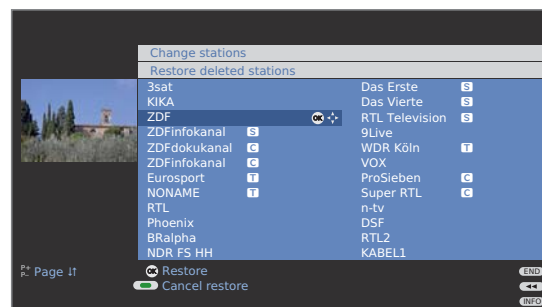 Change stations
Restore deleted stations
3sat
KIKA
ZDF OK
ZDFinfokanal S
ZDFdokukanal C
ZDFinfokanal C
Eurosport T
NONAME T
RTL
Phoenix
BRalpha
NDR FS HH
Das Erste S
Das Vierte S
RTL Television S
9Live
WDR Köln T
VOX
ProSieben C
Super RTL C
n-tv
DSF
RTL2
KABEL1
P+
P-
Page
OK Restore
Cancel restore
END
INFO